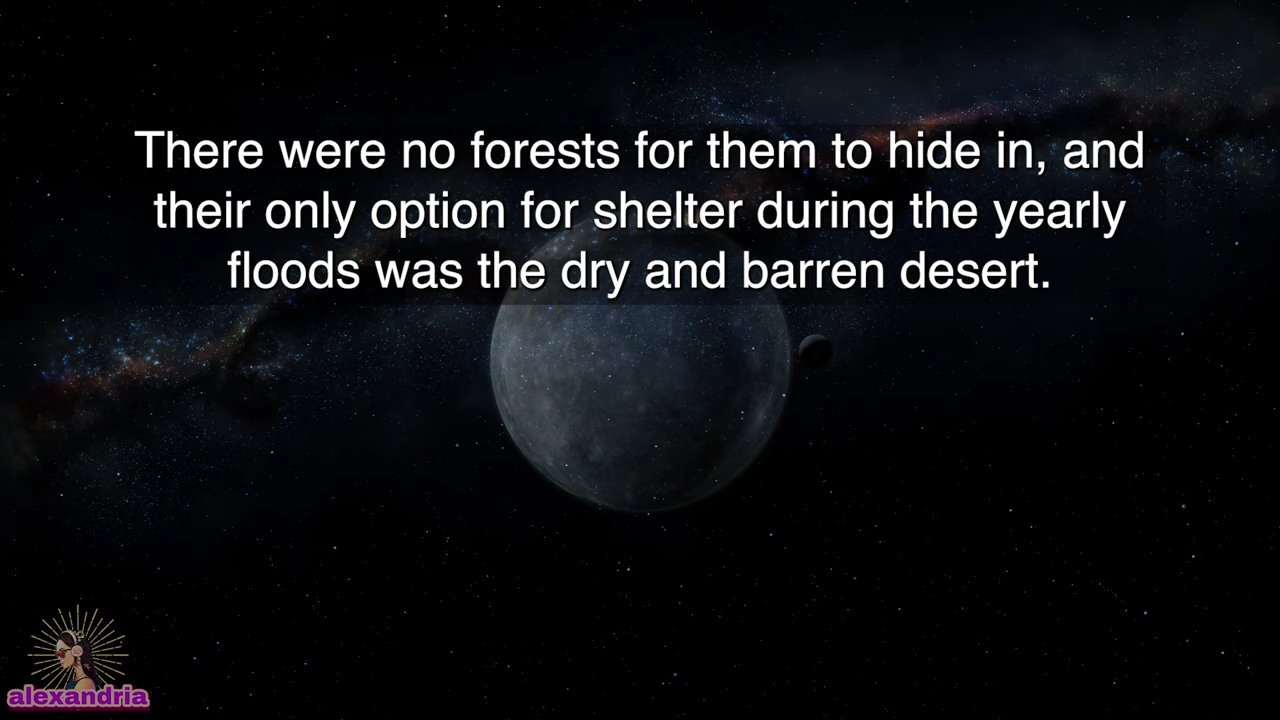 There were no forests for them to hide in, and
their only option for shelter during the yearly
floods was the dry and barren desert.
alexandria